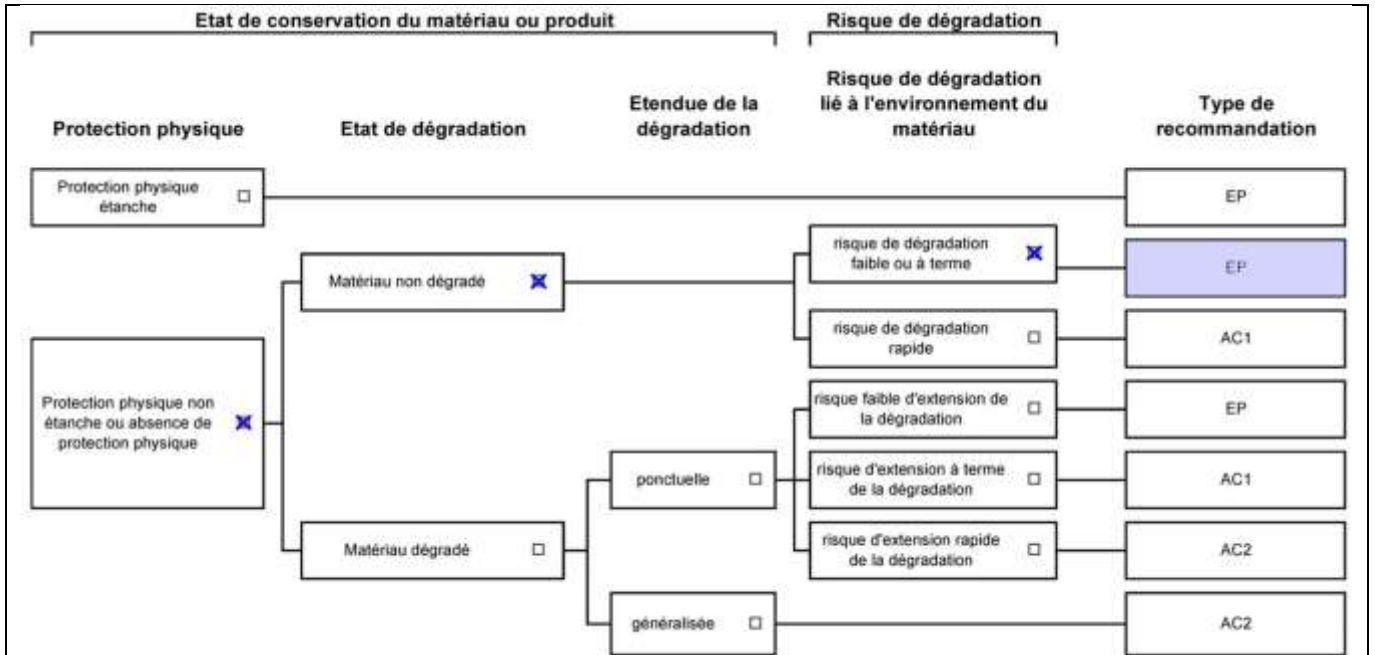 Etat de conservation du matériau ou produit
Risque de dégradation
Protection physique
Etat de dégradation
Etendue de la
dégradation
Risque de dégradation
lié à l'environnement du
matériau
Type de
recommandation
Protection physique
étanche
EP
Matériau non dégradé
risque de dégradation
faible ou à terme
EP
risque de dégradation
rapide
AC1
Protection physique non
étanche ou absence de
protection physique
risque faible d'extension de
la dégradation
EP
ponctuelle
risque d'extension à terme
de la dégradation
AC1
Matériau dégradé
risque d'extension rapide
de la dégradation
AC2
généralisée
AC2